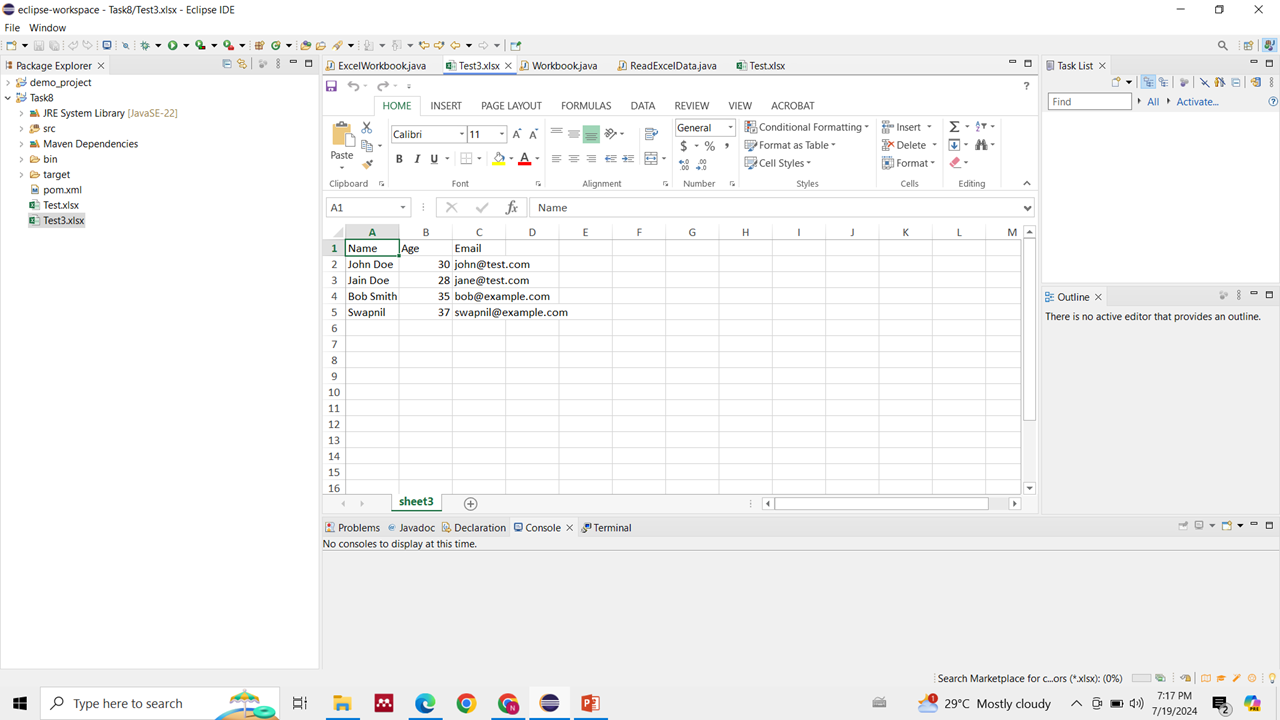 eclipse-workspace - Task8/Test3.xlsx - Eclipse IDE
File Window
Package Explorer
demo_project
Task8
JRE System Library [JavaSE-22]
src
Maven Dependencies
bin
target
pom.xml
Test.xlsx
Test3.xlsx
ExcelWorkbook.java Test3.xlsx Workbook.java ReadExcelData.java Test.xlsx
?
HOME INSERT PAGE LAYOUT FORMULAS DATA REVIEW VIEW ACROBAT
Calibri 11 A A General Conditional Formatting Insert
Paste B I U A $ % , Format as Table Delete
.00 .0 Cell Styles Format
Clipboard Font Alignment Number Styles Cells Editing
A1 fx Name
A B C D E F G H I J K L M
1 Name Age Email
2 John Doe 30 john@test.com
3 Jain Doe 28 jane@test.com
4 Bob Smith 35 bob@example.com
5 Swapnil 37 swapnil@example.com
6
7
8
9
10
11
12
13
14
15
16
sheet3
Problems Javadoc Declaration Console Terminal
No consoles to display at this time.
Task List
Find All Activate...
Outline
There is no active editor that provides an outline.
Search Marketplace for c...ors (*.xlsx): (0%)
Type here to search
29°C Mostly cloudy
7:17 PM
7/19/2024
2